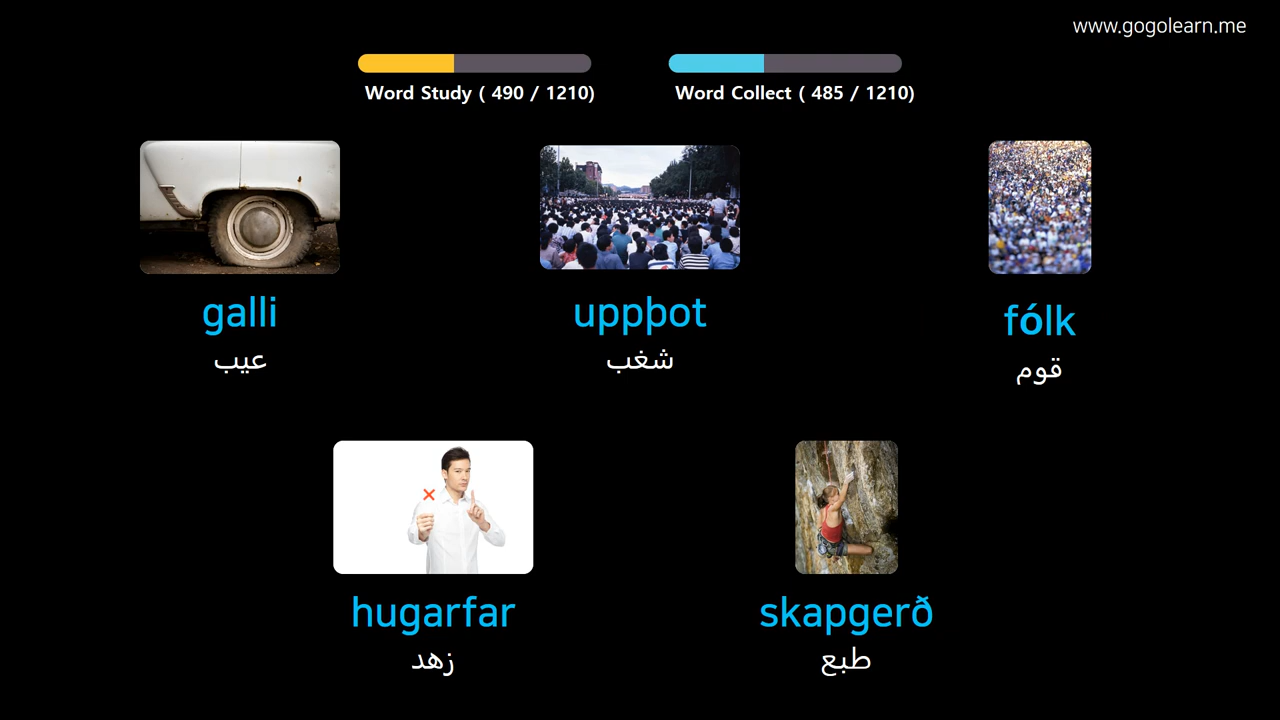 www.gogolearn.me
Word Study ( 490 / 1210)
Word Collect ( 485 / 1210)
galli
عيب
uppþot
شغب
fólk
قوم
hugarfar
زهد
skapgerð
طبع